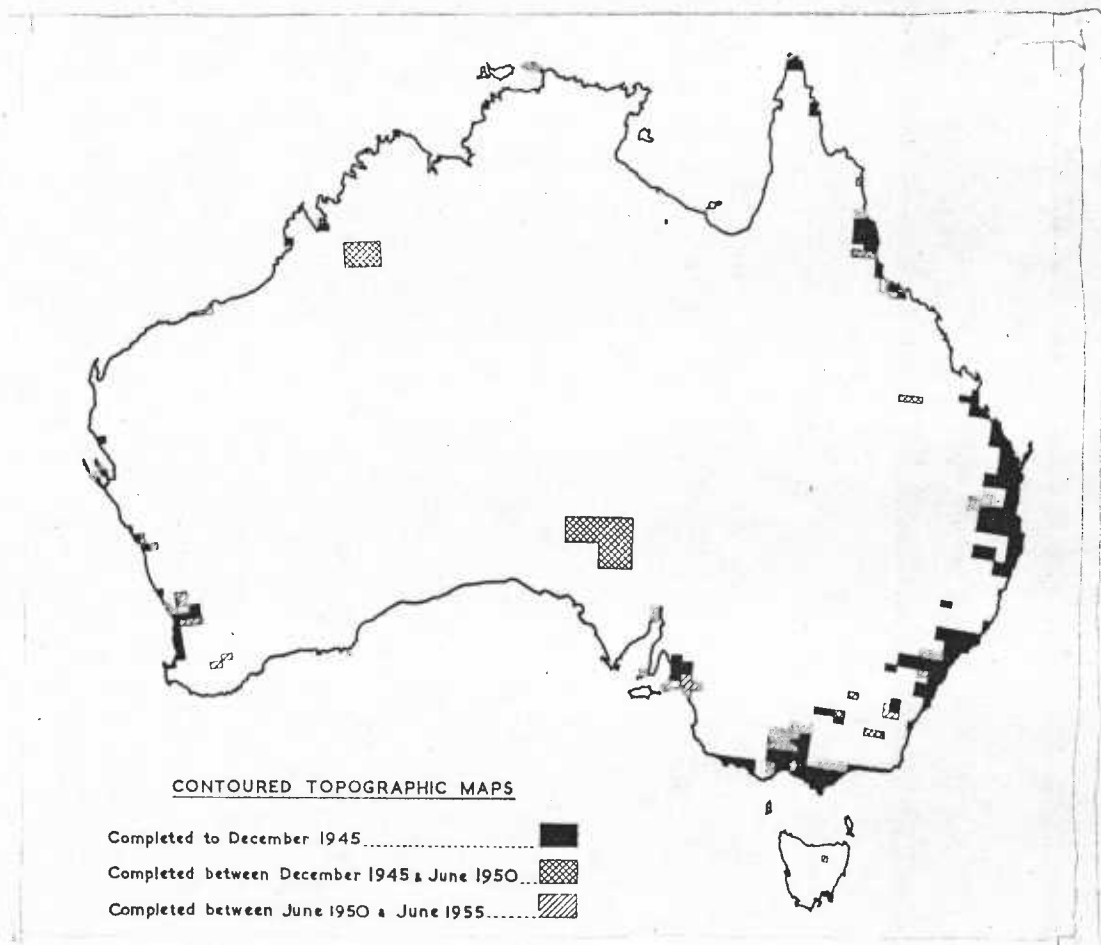 CONTOURED TOPOGRAPHIC MAPS
Completed to December 1945
Completed between December 1945 & June 1950
Completed between June 1950 & June 1955